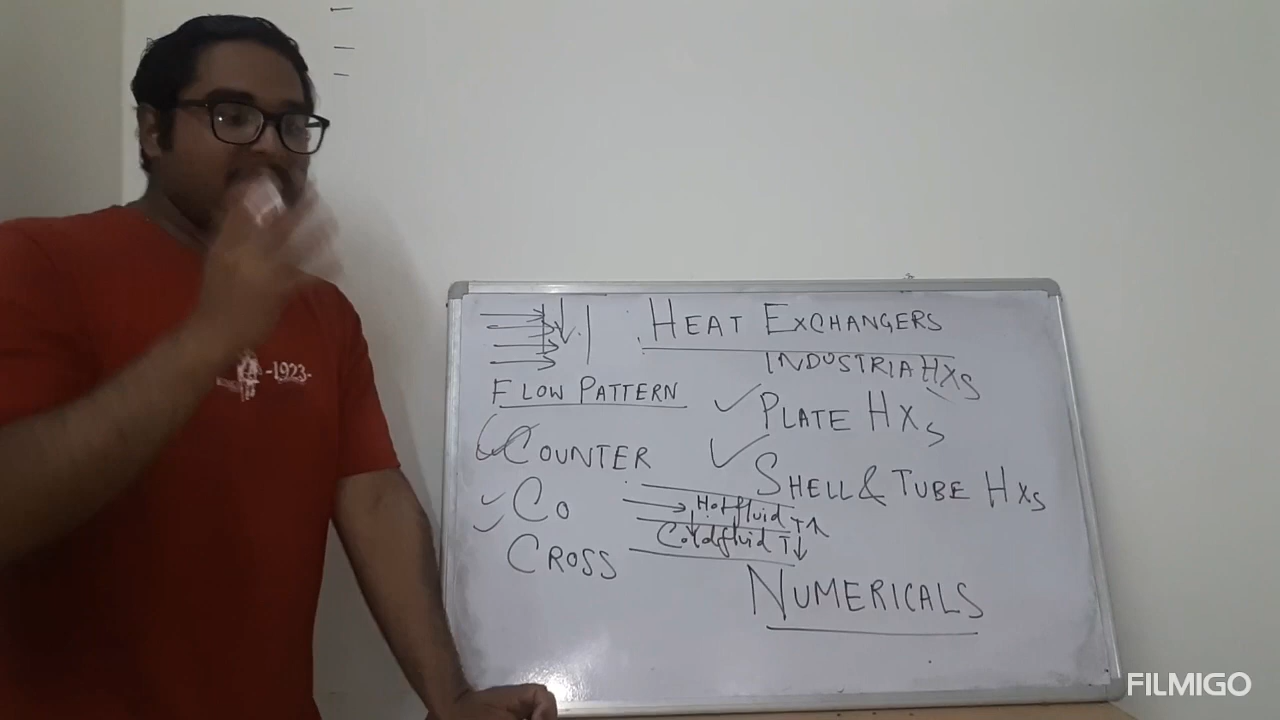 HEAT EXCHANGERS
INDUSTRIA HXS
FLOW PATTERN
PLATE HXS
COUNTER
SHELL & TUBE HXS
CO
Hot fluid T↑
Cold fluid T↓
CROSS
NUMERICALS
-1923-
FILMIGO